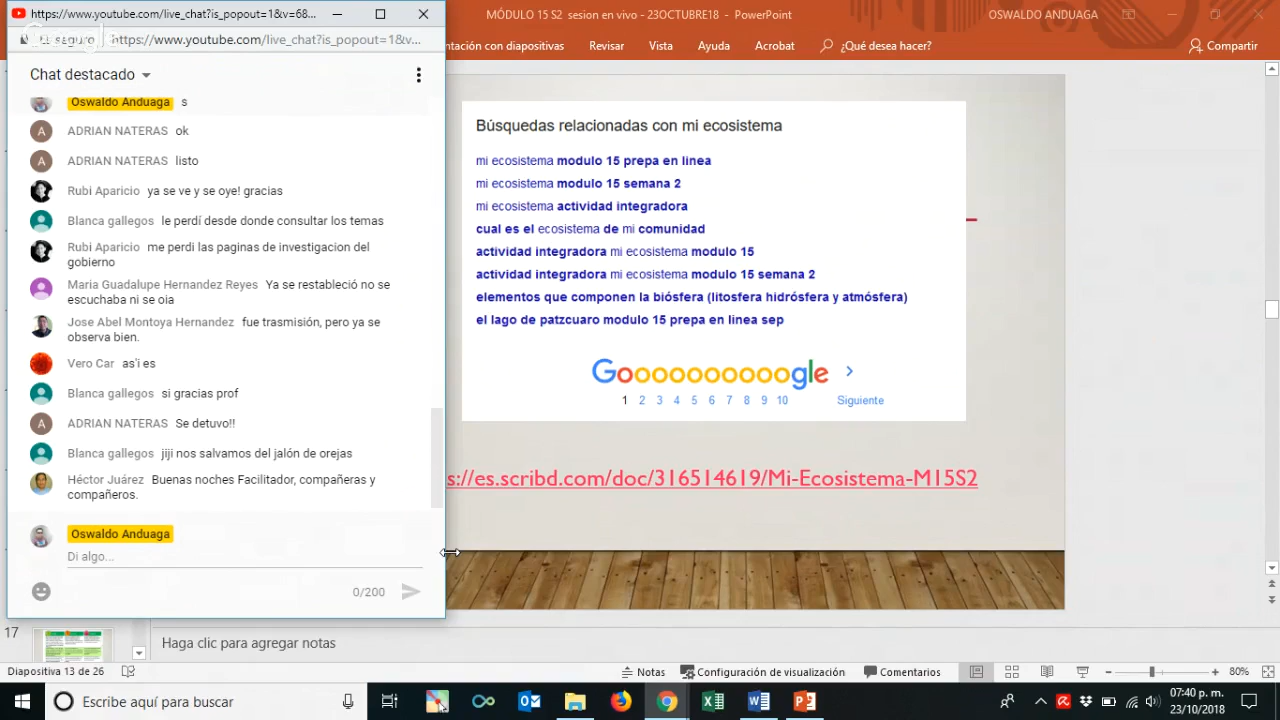 https://www.youtube.com/live_chat?is_popout=1&v=68...
https://www.youtube.com/live_chat?is_popout=1&v...
Chat destacado
Oswaldo Anduaga s
A ADRIAN NATERAS ok
A ADRIAN NATERAS listo
Rubi Aparicio ya se ve y se oye! gracias
Blanca gallegos le perdí desde donde consultar los temas
Rubi Aparicio me perdi las paginas de investigacion del
gobierno
Maria Guadalupe Hernandez Reyes Ya se restableció no se
escuchaba ni se oia
Jose Abel Montoya Hernandez fue trasmisión, pero ya se
observa bien.
Vero Car as'i es
Blanca gallegos si gracias prof
A ADRIAN NATERAS Se detuvo!!
Blanca gallegos jiji nos salvamos del jalón de orejas
Héctor Juárez Buenas noches Facilitador, compañeras y
compañeros.
Oswaldo Anduaga
Di algo...
0/200
MÓDULO 15 S2 sesion en vivo - 23OCTUBRE18 - PowerPoint
OSWALDO ANDUAGA
ntación con diapositivas Revisar Vista Ayuda Acrobat ¿Qué desea hacer? Compartir
Búsquedas relacionadas con mi ecosistema
mi ecosistema modulo 15 prepa en linea
mi ecosistema modulo 15 semana 2
mi ecosistema actividad integradora
cual es el ecosistema de mi comunidad
actividad integradora mi ecosistema modulo 15
actividad integradora mi ecosistema modulo 15 semana 2
elementos que componen la biósfera (litosfera hidrósfera y atmósfera)
el lago de patzcuaro modulo 15 prepa en linea sep
Goooooooooogle
1 2 3 4 5 6 7 8 9 10 Siguiente
s://es.scribd.com/doc/316514619/Mi-Ecosistema-M15S2
17
Haga clic para agregar notas
Diapositiva 13 de 26 Notas Configuración de visualización Comentarios 80%
Escribe aquí para buscar
07:40 p. m.
23/10/2018